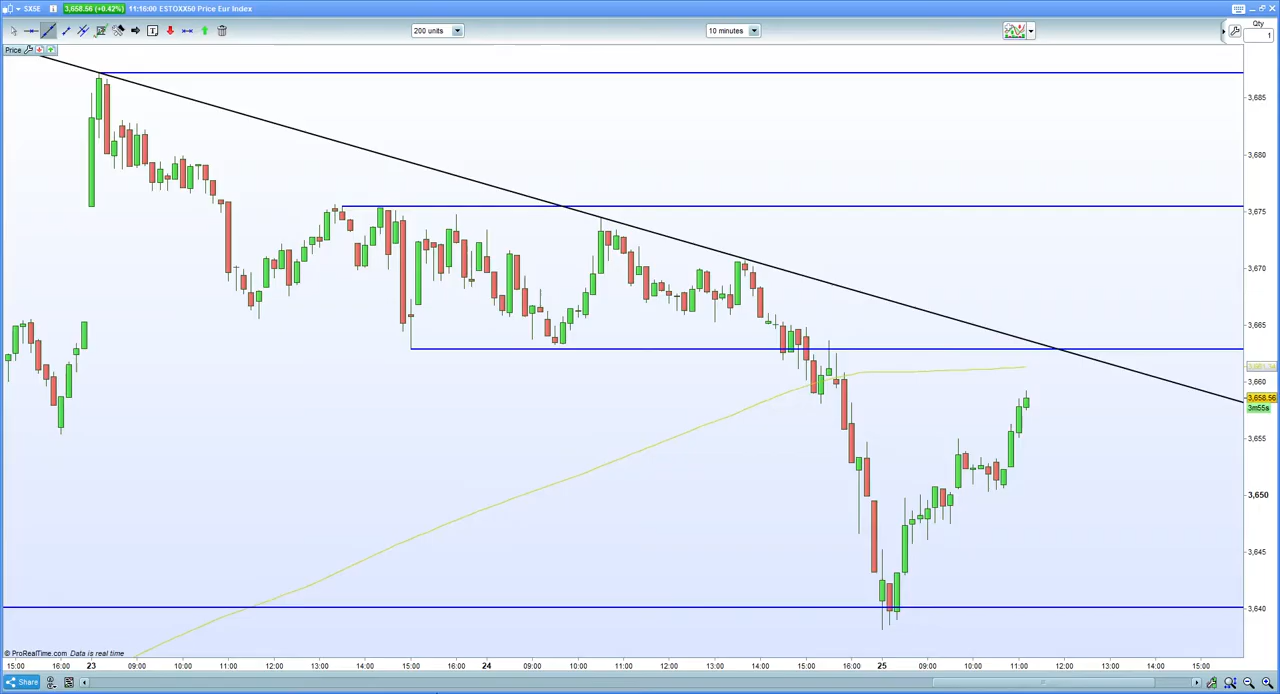 SX5E 3,658.56 (+0.42%) 11:16:00 ESTOXX50 Price Eur Index
200 units 10 minutes Qty
1
Price
3,685
3,680
3,675
3,670
3,665
3,660
3,658.56
3m55s
3,655
3,650
3,645
3,640
© ProRealTime.com Data is real time
15:00 16:00 23 09:00 10:00 11:00 12:00 13:00 14:00 15:00 16:00 24 09:00 10:00 11:00 12:00 13:00 14:00 15:00 16:00 25 09:00 10:00 11:00 12:00 13:00 14:00 15:00
Share